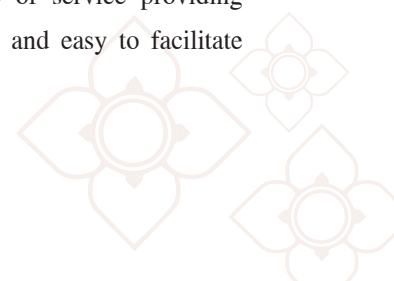 of service providing
and easy to facilitate